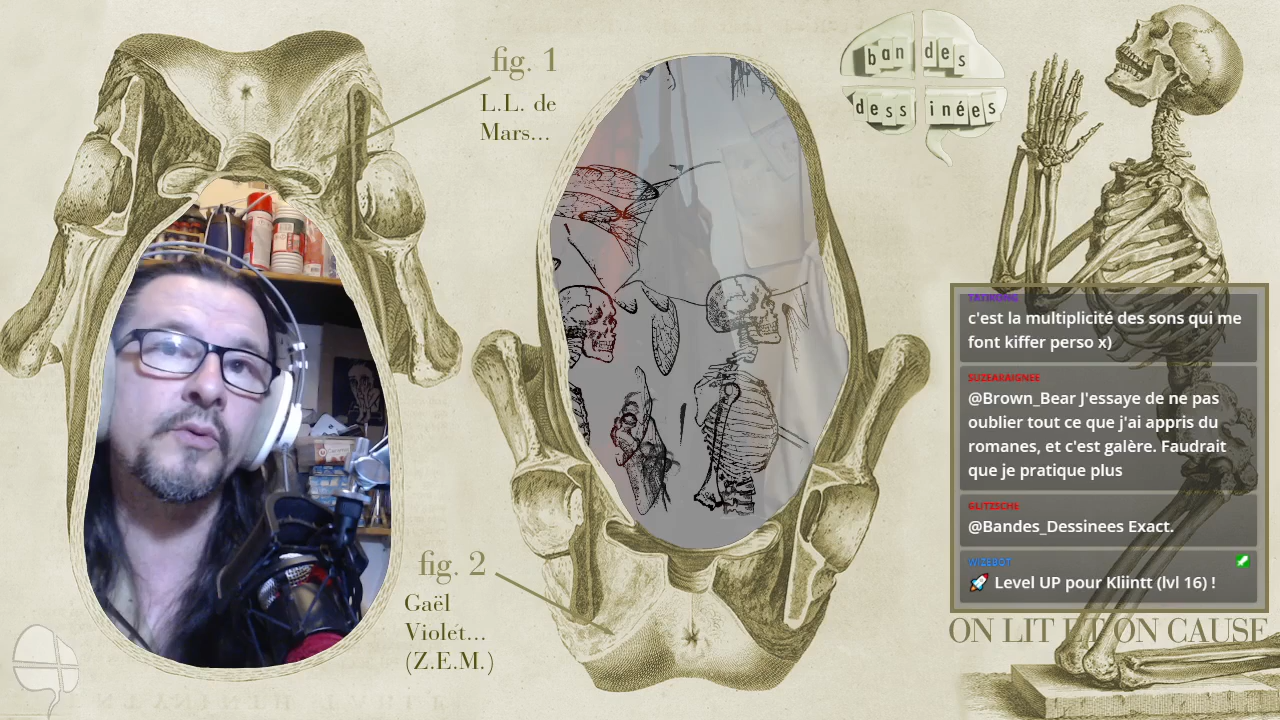 fig. 1
L.L. de
Mars...
fig. 2
Gaël
Violét...
(Z.E.M.)
bandes
dessinées
c'est la multiplicité des sons qui me
font kiffer perso x)
SUZEARAIGNEE
@Brown_Bear J'essaye de ne pas
oublier tout ce que j'ai appris du
romanes, et c'est galère. Faudrait
que je pratique plus
GLITZSCHE
@Bandes_Dessinees Exact.
WIZEBOT
🚀 Level UP pour Kliintt (lvl 16) !
ON LIT ET ON CAUSE